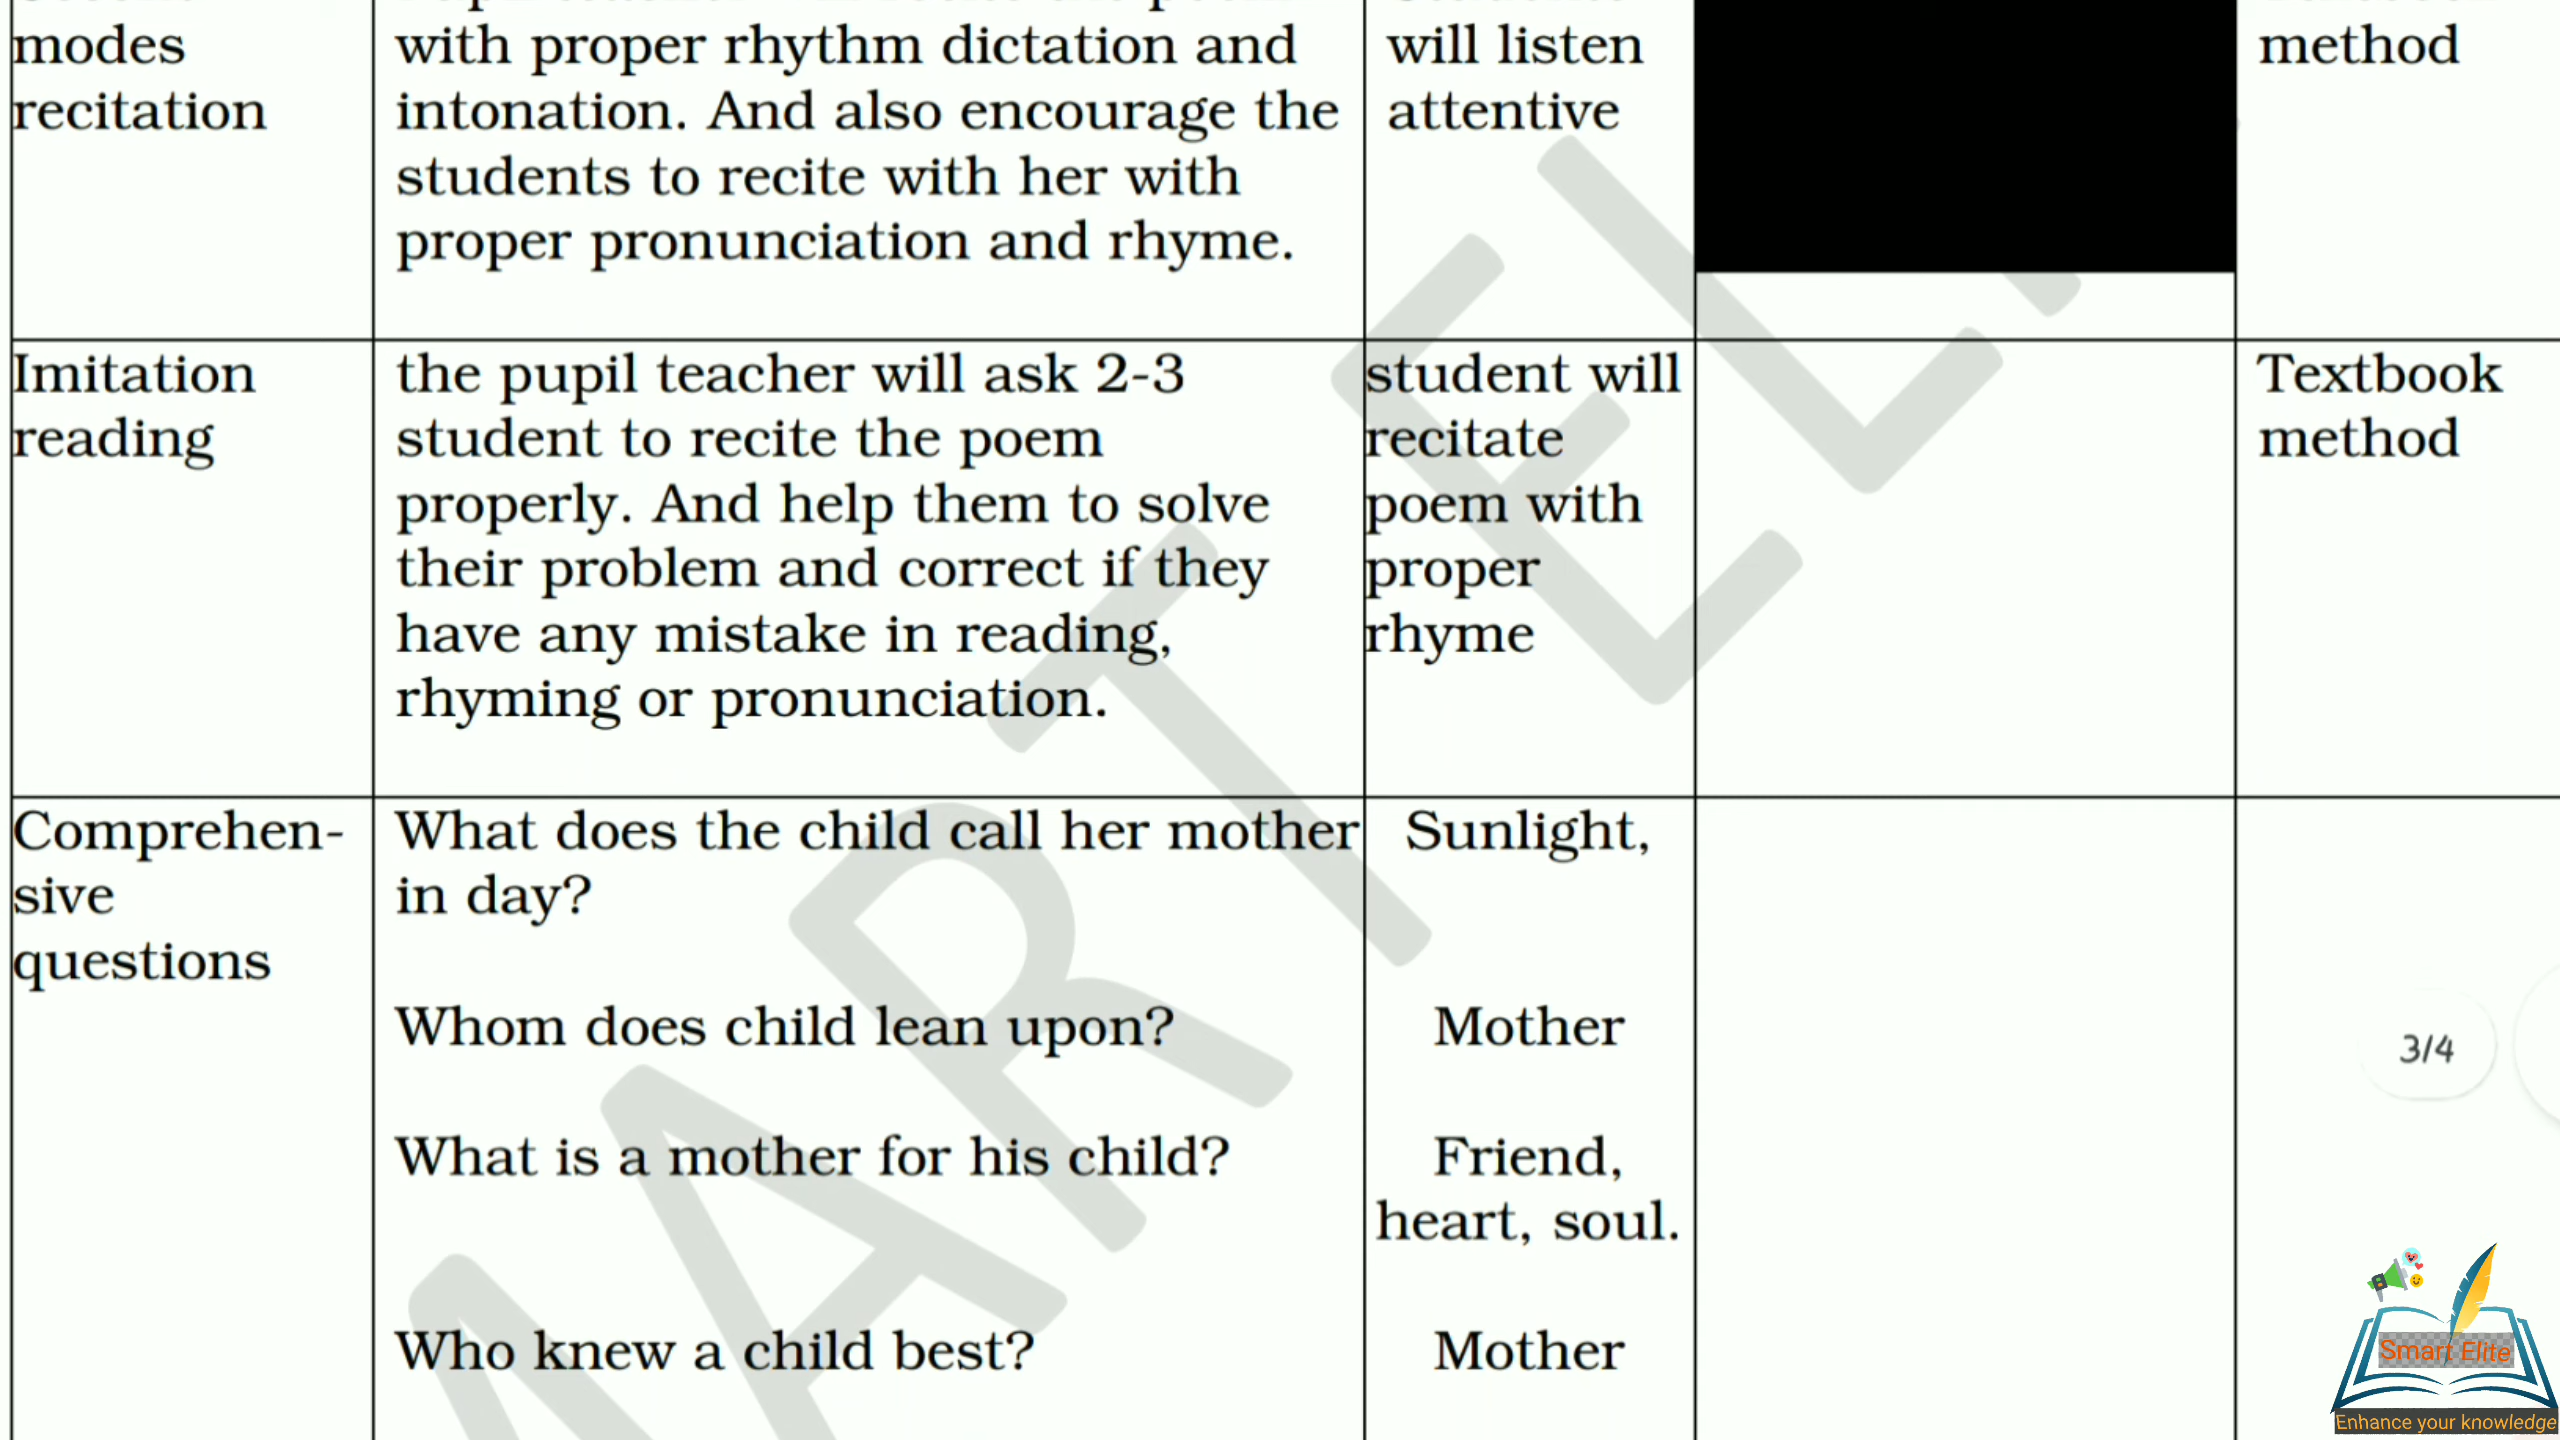 modes
recitation
with proper rhythm dictation and
intonation. And also encourage the
students to recite with her with
proper pronunciation and rhyme.
will listen
attentive
method
Imitation
reading
the pupil teacher will ask 2-3
student to recite the poem
properly. And help them to solve
their problem and correct if they
have any mistake in reading,
rhyming or pronunciation.
student will
recitate
poem with
proper
rhyme
Textbook
method
Comprehen-
sive
questions
What does the child call her mother
in day?
Sunlight,
Whom does child lean upon?
Mother
What is a mother for his child?
Friend,
heart, soul.
Who knew a child best?
Mother
3/4
Smart Elite
Enhance your knowledge